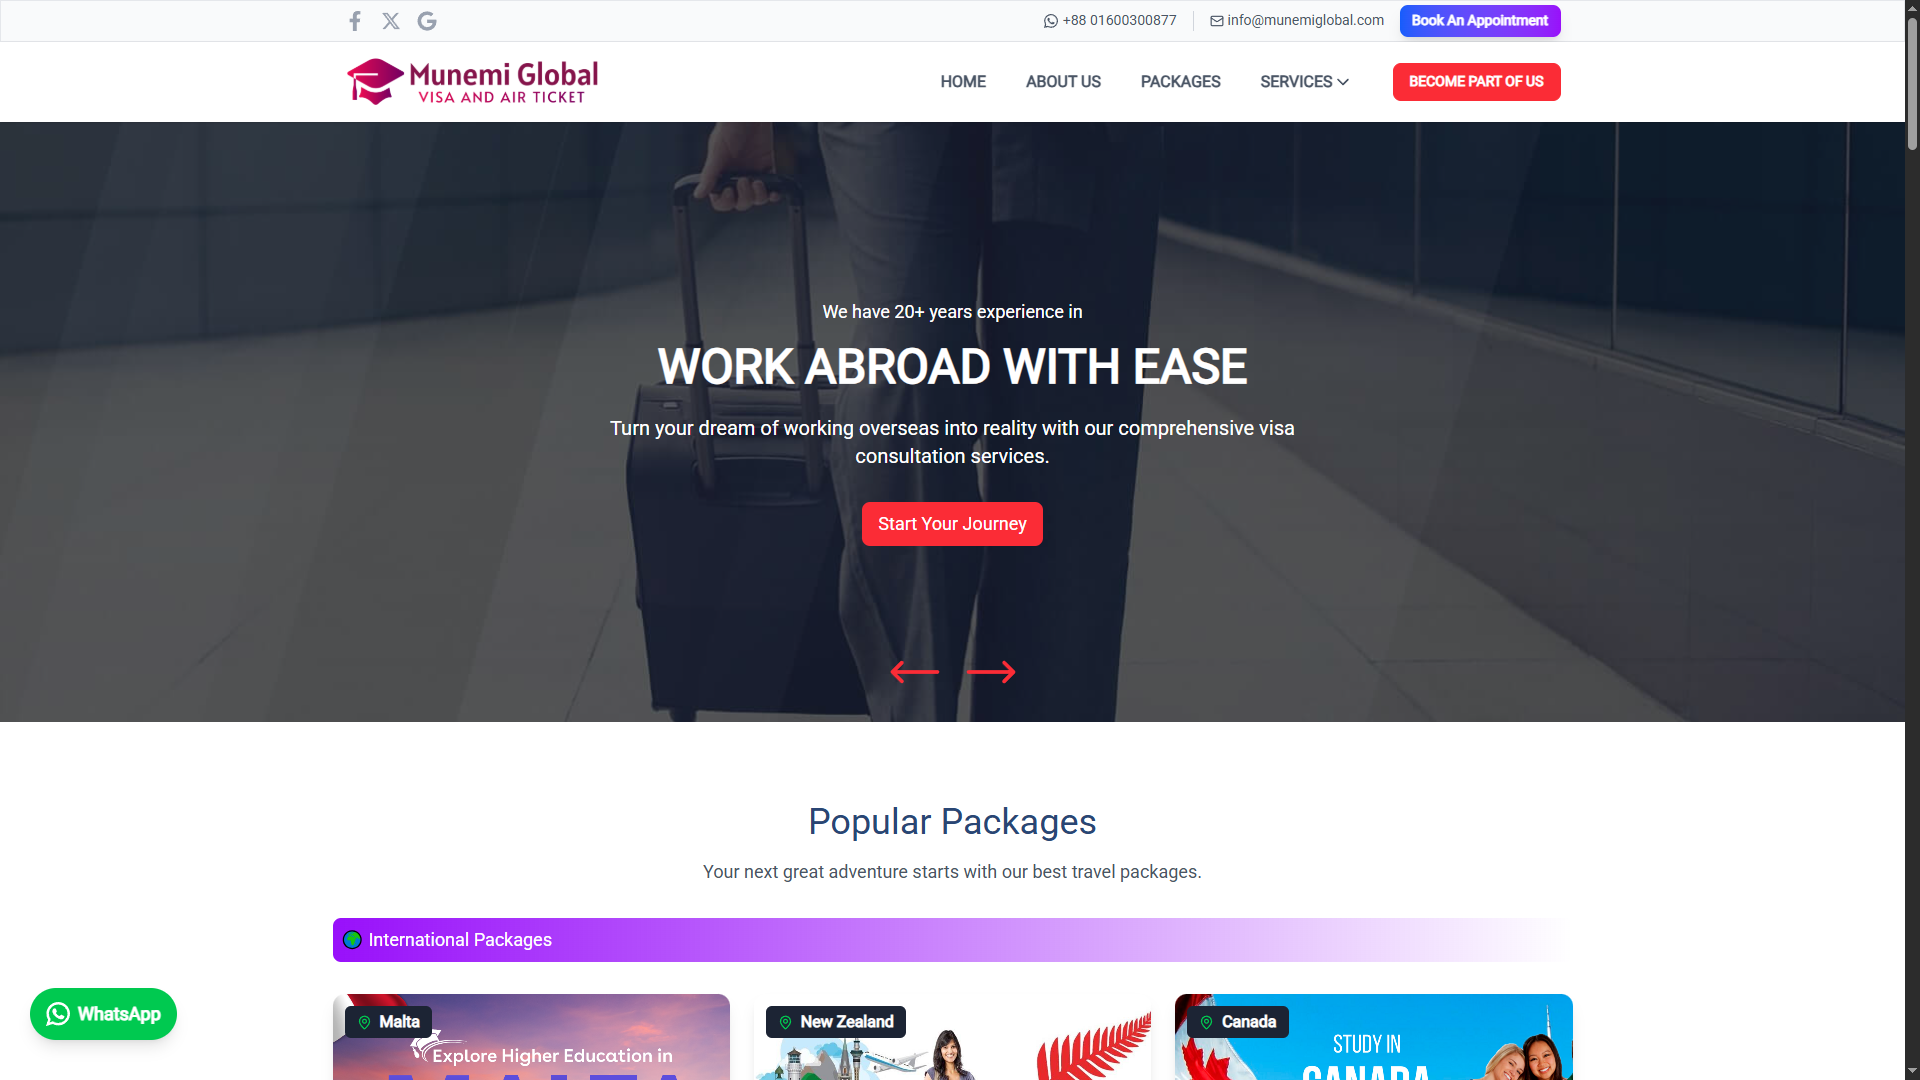 +88 01600300877
info@munemiglobal.com
Book An Appointment
Munemi Global
VISA AND AIR TICKET
HOME
ABOUT US
PACKAGES
SERVICES
BECOME PART OF US
We have 20+ years experience in
WORK ABROAD WITH EASE
Turn your dream of working overseas into reality with our comprehensive visa
consultation services.
Start Your Journey
Popular Packages
Your next great adventure starts with our best travel packages.
International Packages
WhatsApp
Malta
Explore Higher Education in
MALTA
New Zealand
Canada
STUDY IN
CANADA